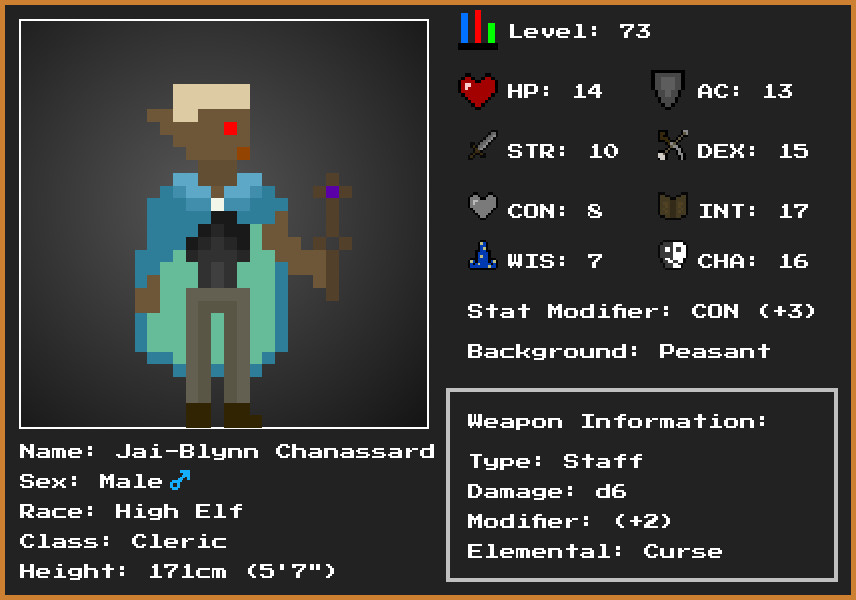 Level: 73
HP: 14
AC: 13
STR: 10
DEX: 15
CON: 8
INT: 17
WIS: 7
CHA: 16
Stat Modifier: CON (+3)
Background: Peasant
Weapon Information:
Type: Staff
Damage: d6
Modifier: (+2)
Elemental: Curse
Name: Jai-Blynn Chanassard
Sex: Male ♂
Race: High Elf
Class: Cleric
Height: 171cm (5'7")